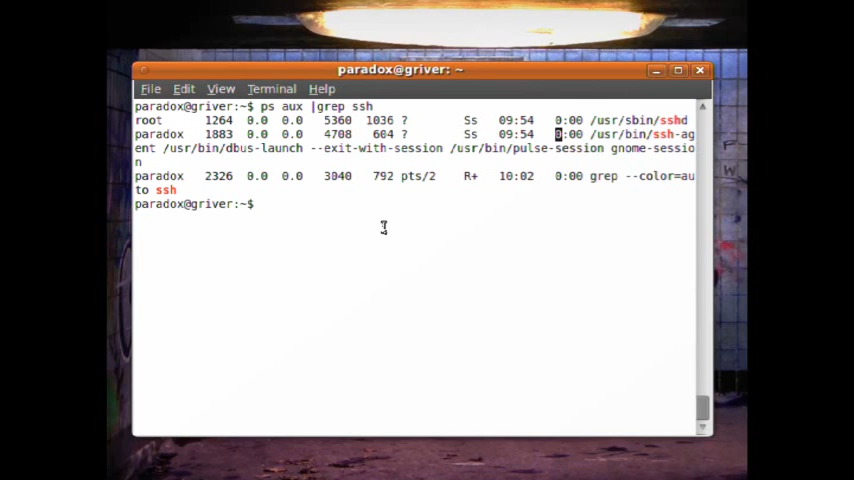 paradox@griver: ~
File Edit View Terminal Help
paradox@griver:~$ ps aux |grep ssh
root 1264 0.0 0.0 5360 1036 ? Ss 09:54 0:00 /usr/sbin/sshd
paradox 1883 0.0 0.0 4708 604 ? Ss 09:54 0:00 /usr/bin/ssh-ag
ent /usr/bin/dbus-launch --exit-with-session /usr/bin/pulse-session gnome-sessio
n
paradox 2326 0.0 0.0 3040 792 pts/2 R+ 10:02 0:00 grep --color=au
to ssh
paradox@griver:~$